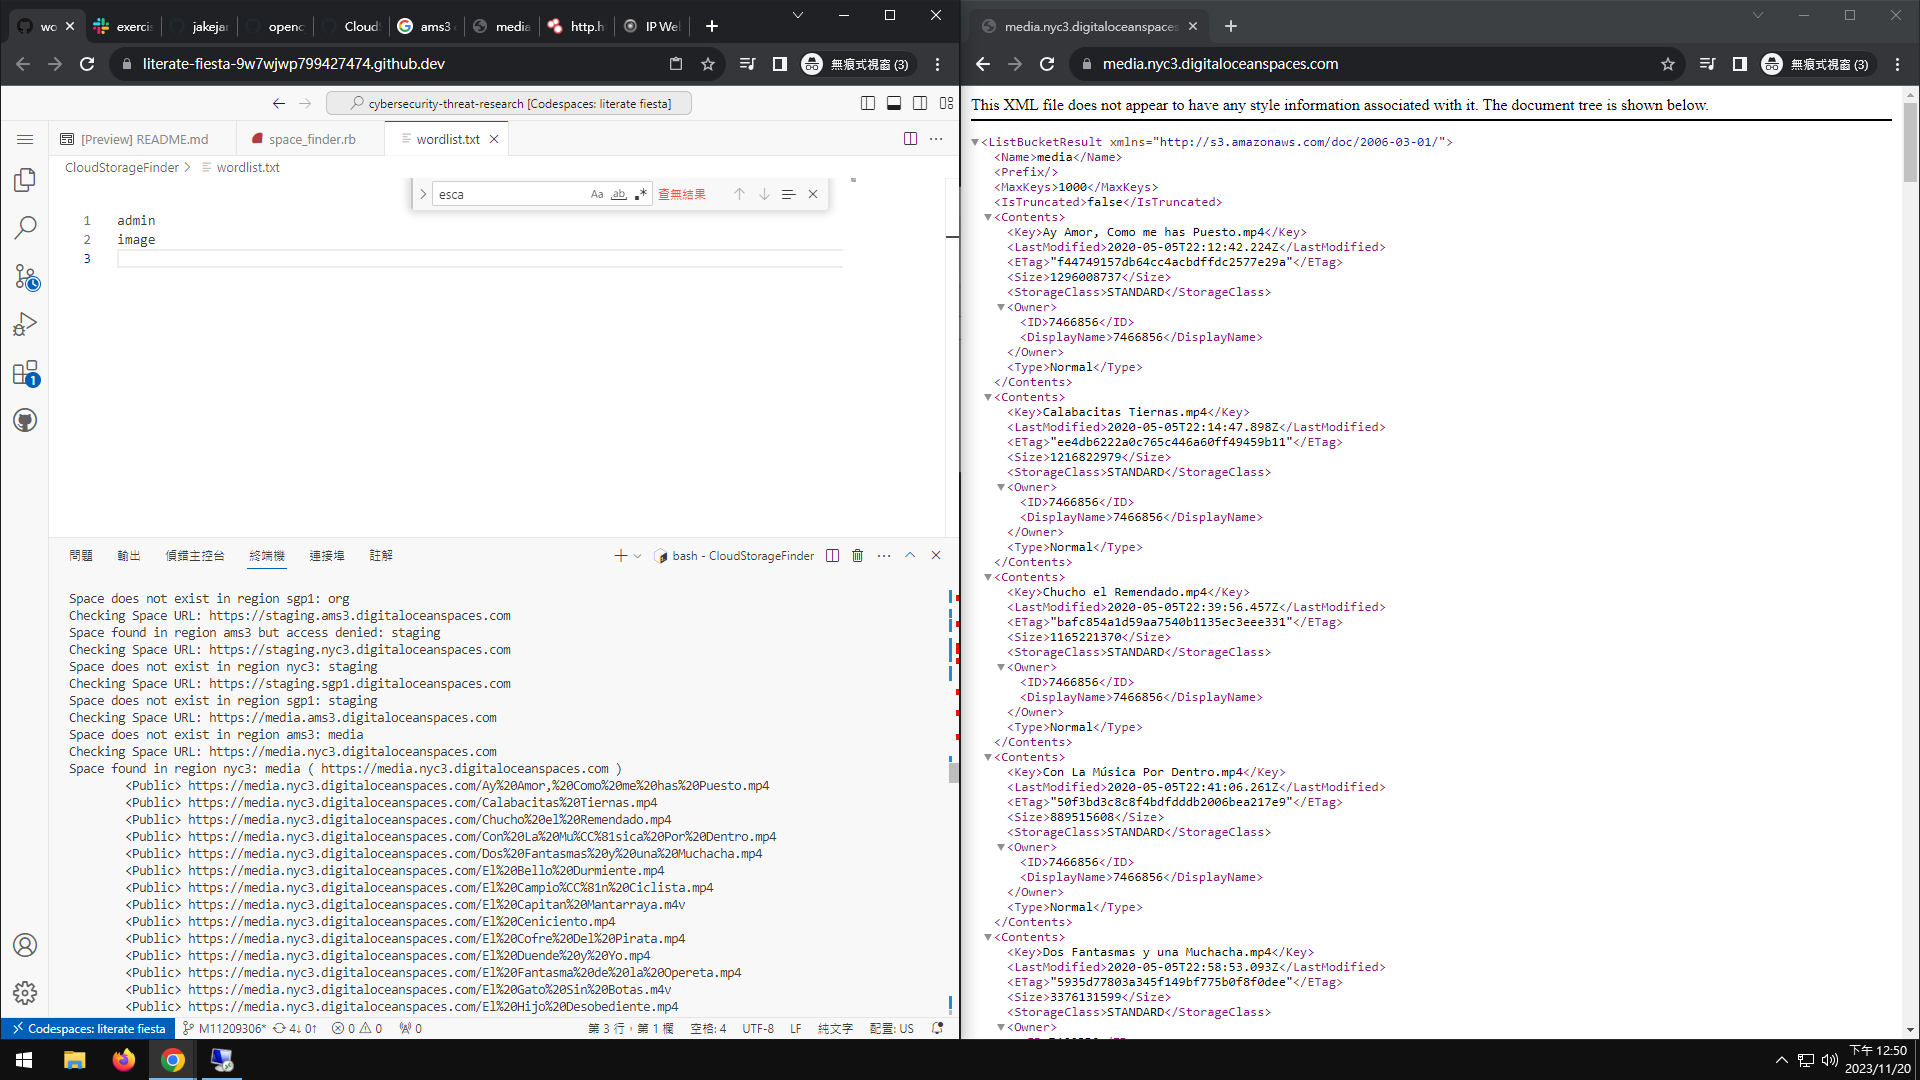 wo
exercis
jakejar
openc
Cloud
ams3
media
http.h
IP Wel
literate-fiesta-9w7wjwp799427474.github.dev
無痕式視窗 (3)
cybersecurity-threat-research [Codespaces: literate fiesta]
[Preview] README.md
space_finder.rb
wordlist.txt
CloudStorageFinder > wordlist.txt
esca
Aa
ab
查無結果
1 admin
2 image
3
1
問題
輸出
偵錯主控台
終端機
連接埠
註解
bash - CloudStorageFinder
Space does not exist in region sgp1: org
Checking Space URL: https://staging.ams3.digitaloceanspaces.com
Space found in region ams3 but access denied: staging
Checking Space URL: https://staging.nyc3.digitaloceanspaces.com
Space does not exist in region nyc3: staging
Checking Space URL: https://staging.sgp1.digitaloceanspaces.com
Space does not exist in region sgp1: staging
Checking Space URL: https://media.ams3.digitaloceanspaces.com
Space does not exist in region ams3: media
Checking Space URL: https://media.nyc3.digitaloceanspaces.com
Space found in region nyc3: media ( https://media.nyc3.digitaloceanspaces.com )
<Public> https://media.nyc3.digitaloceanspaces.com/Ay%20Amor,%20Como%20me%20has%20Puesto.mp4
<Public> https://media.nyc3.digitaloceanspaces.com/Calabacitas%20Tiernas.mp4
<Public> https://media.nyc3.digitaloceanspaces.com/Chucho%20el%20Remendado.mp4
<Public> https://media.nyc3.digitaloceanspaces.com/Con%20La%20Mu%CC%81sica%20Por%20Dentro.mp4
<Public> https://media.nyc3.digitaloceanspaces.com/Dos%20Fantasmas%20y%20una%20Muchacha.mp4
<Public> https://media.nyc3.digitaloceanspaces.com/El%20Bello%20Durmiente.mp4
<Public> https://media.nyc3.digitaloceanspaces.com/El%20Campio%CC%81n%20Ciclista.mp4
<Public> https://media.nyc3.digitaloceanspaces.com/El%20Capitan%20Mantarraya.m4v
<Public> https://media.nyc3.digitaloceanspaces.com/El%20Ceniciento.mp4
<Public> https://media.nyc3.digitaloceanspaces.com/El%20Cofre%20Del%20Pirata.mp4
<Public> https://media.nyc3.digitaloceanspaces.com/El%20Duende%20y%20Yo.mp4
<Public> https://media.nyc3.digitaloceanspaces.com/El%20Fantasma%20de%20la%20Opereta.mp4
<Public> https://media.nyc3.digitaloceanspaces.com/El%20Gato%20Sin%20Botas.m4v
<Public> https://media.nyc3.digitaloceanspaces.com/El%20Hijo%20Desobediente.mp4
Codespaces: literate fiesta
M11209306* 4↓ 0↑
0 0
0
第 3 行，第 1 欄
空格: 4
UTF-8
LF
純文字
配置: US
media.nyc3.digitaloceanspaces
media.nyc3.digitaloceanspaces.com
無痕式視窗 (3)
This XML file does not appear to have any style information associated with it. The document tree is shown below.
<ListBucketResult xmlns="http://s3.amazonaws.com/doc/2006-03-01/">
<Name>media</Name>
<Prefix/>
<MaxKeys>1000</MaxKeys>
<IsTruncated>false</IsTruncated>
<Contents>
<Key>Ay Amor, Como me has Puesto.mp4</Key>
<LastModified>2020-05-05T22:12:42.224Z</LastModified>
<ETag>"f44749157db64cc4acbdffdc2577e29a"</ETag>
<Size>1296008737</Size>
<StorageClass>STANDARD</StorageClass>
<Owner>
<ID>7466856</ID>
<DisplayName>7466856</DisplayName>
</Owner>
<Type>Normal</Type>
</Contents>
<Contents>
<Key>Calabacitas Tiernas.mp4</Key>
<LastModified>2020-05-05T22:14:47.898Z</LastModified>
<ETag>"ee4db6222a0c765c446a60ff49459b11"</ETag>
<Size>1216822979</Size>
<StorageClass>STANDARD</StorageClass>
<Owner>
<ID>7466856</ID>
<DisplayName>7466856</DisplayName>
</Owner>
<Type>Normal</Type>
</Contents>
<Contents>
<Key>Chucho el Remendado.mp4</Key>
<LastModified>2020-05-05T22:39:56.457Z</LastModified>
<ETag>"bafc854a1d59aa7540b1135ec3eee331"</ETag>
<Size>1165221370</Size>
<StorageClass>STANDARD</StorageClass>
<Owner>
<ID>7466856</ID>
<DisplayName>7466856</DisplayName>
</Owner>
<Type>Normal</Type>
</Contents>
<Contents>
<Key>Con La Música Por Dentro.mp4</Key>
<LastModified>2020-05-05T22:41:06.261Z</LastModified>
<ETag>"50f3bd3c8c8f4bdfdddb2006bea217e9"</ETag>
<Size>889515608</Size>
<StorageClass>STANDARD</StorageClass>
<Owner>
<ID>7466856</ID>
<DisplayName>7466856</DisplayName>
</Owner>
<Type>Normal</Type>
</Contents>
<Contents>
<Key>Dos Fantasmas y una Muchacha.mp4</Key>
<LastModified>2020-05-05T22:58:53.093Z</LastModified>
<ETag>"5935d77803a345f149bf775b0f8f0dee"</ETag>
<Size>3376131599</Size>
<StorageClass>STANDARD</StorageClass>
<Owner>
下午 12:50
2023/11/20